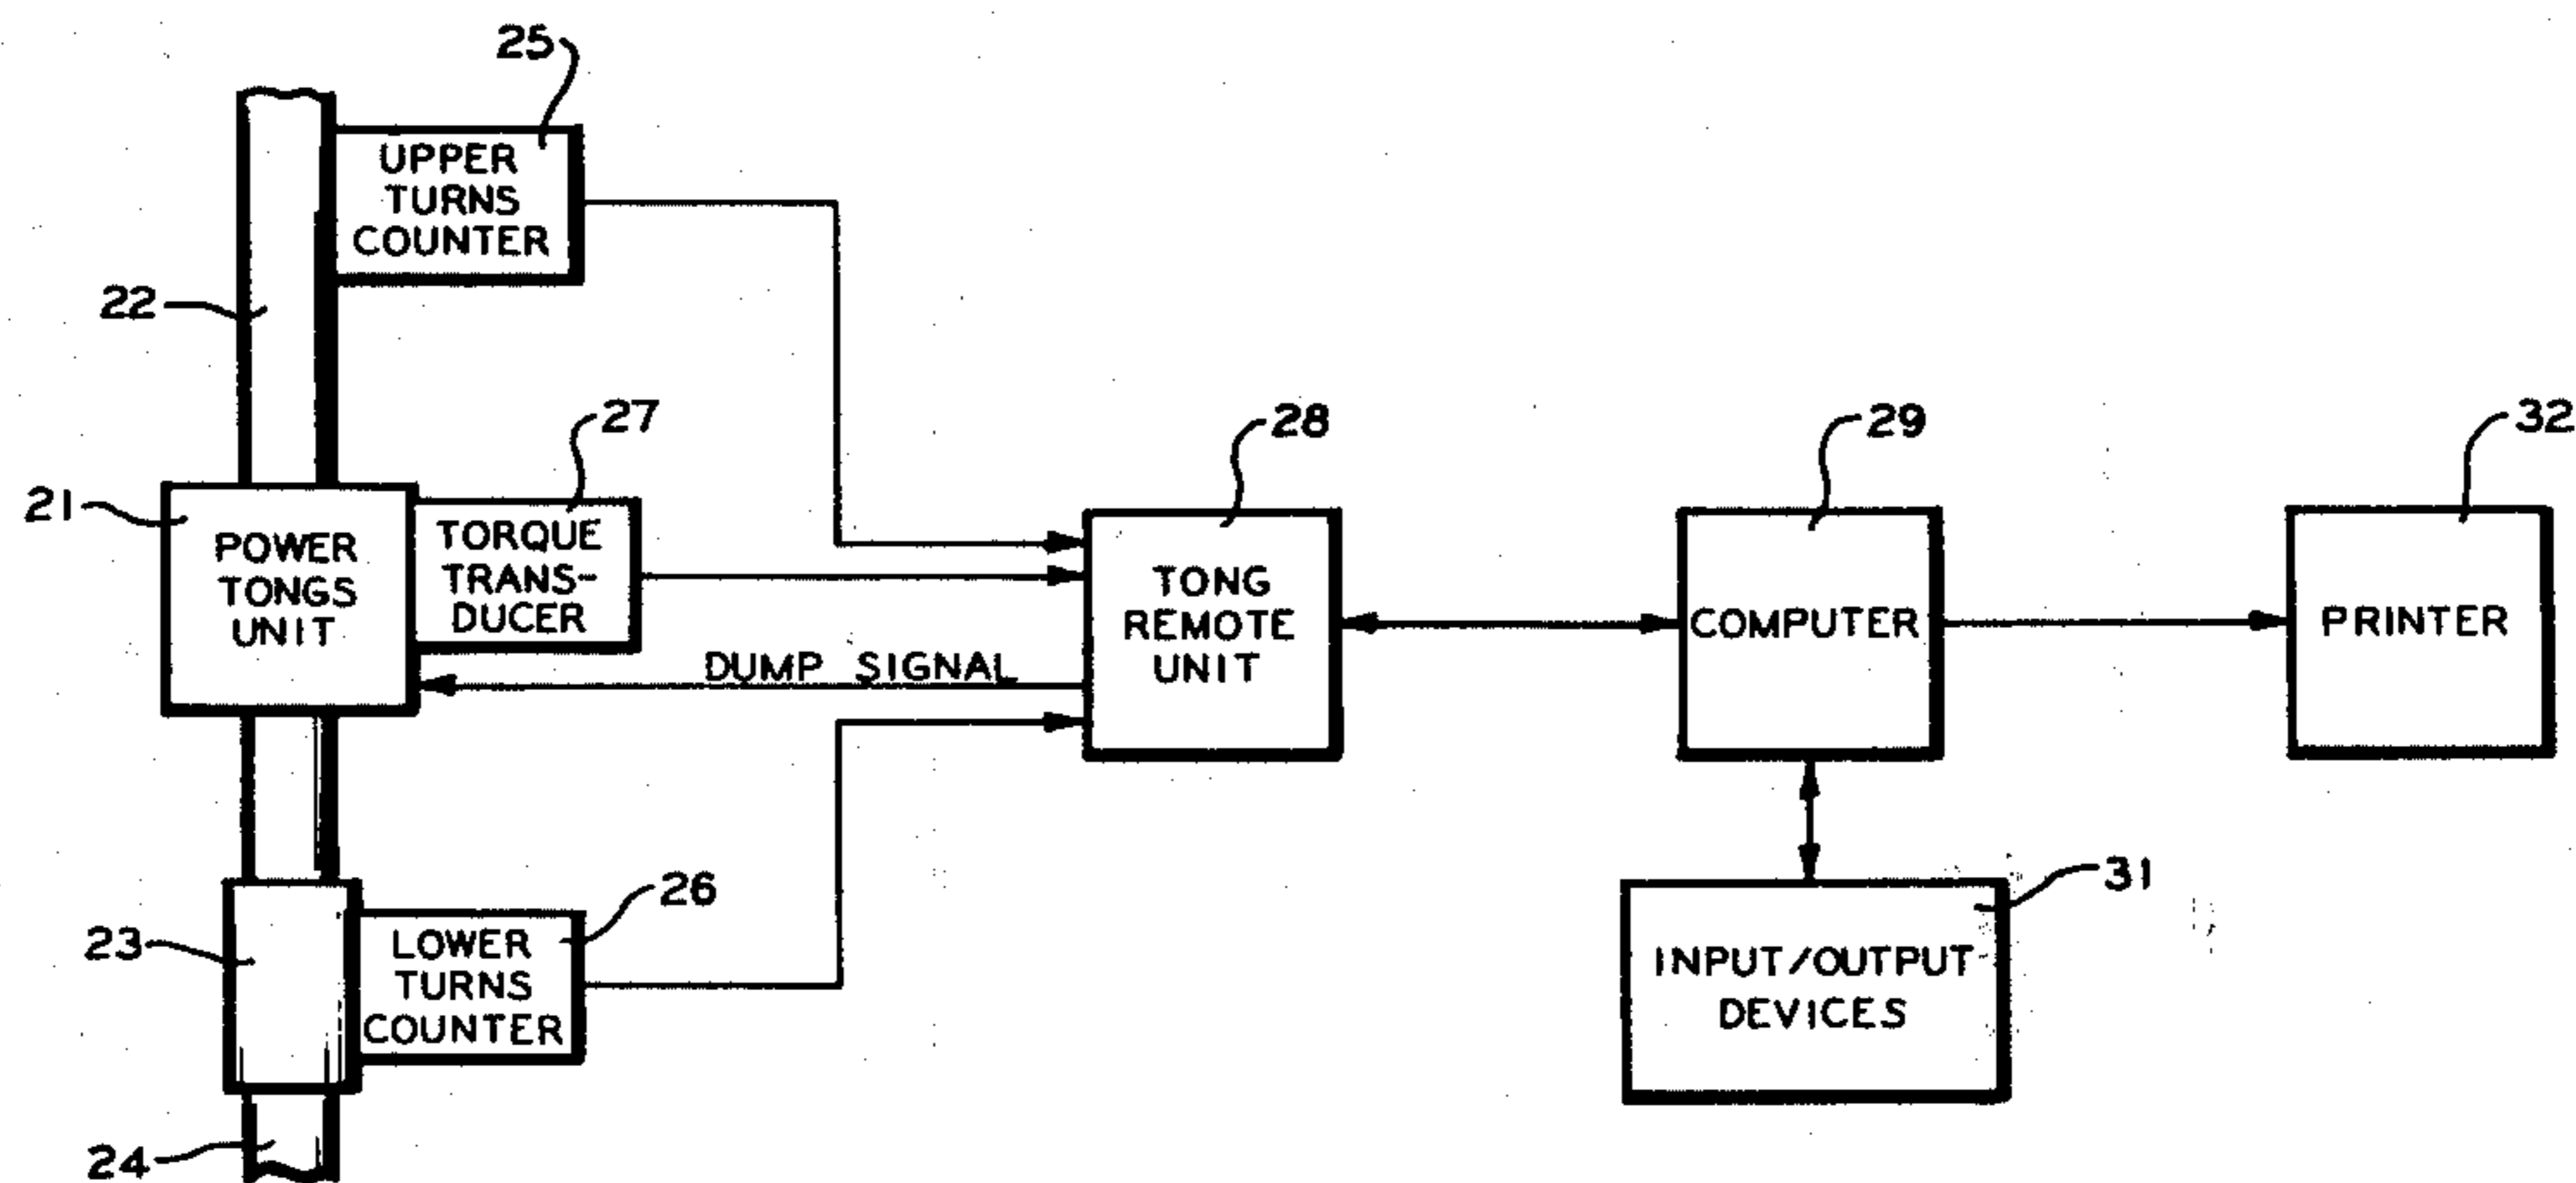 25
UPPER
TURNS
COUNTER
22
27
28
29
32
21
POWER
TONGS
UNIT
TORQUE
TRANS-
DUCER
TONG
REMOTE
UNIT
COMPUTER
PRINTER
DUMP SIGNAL
26
31
23
LOWER
TURNS
COUNTER
INPUT/OUTPUT
DEVICES
24